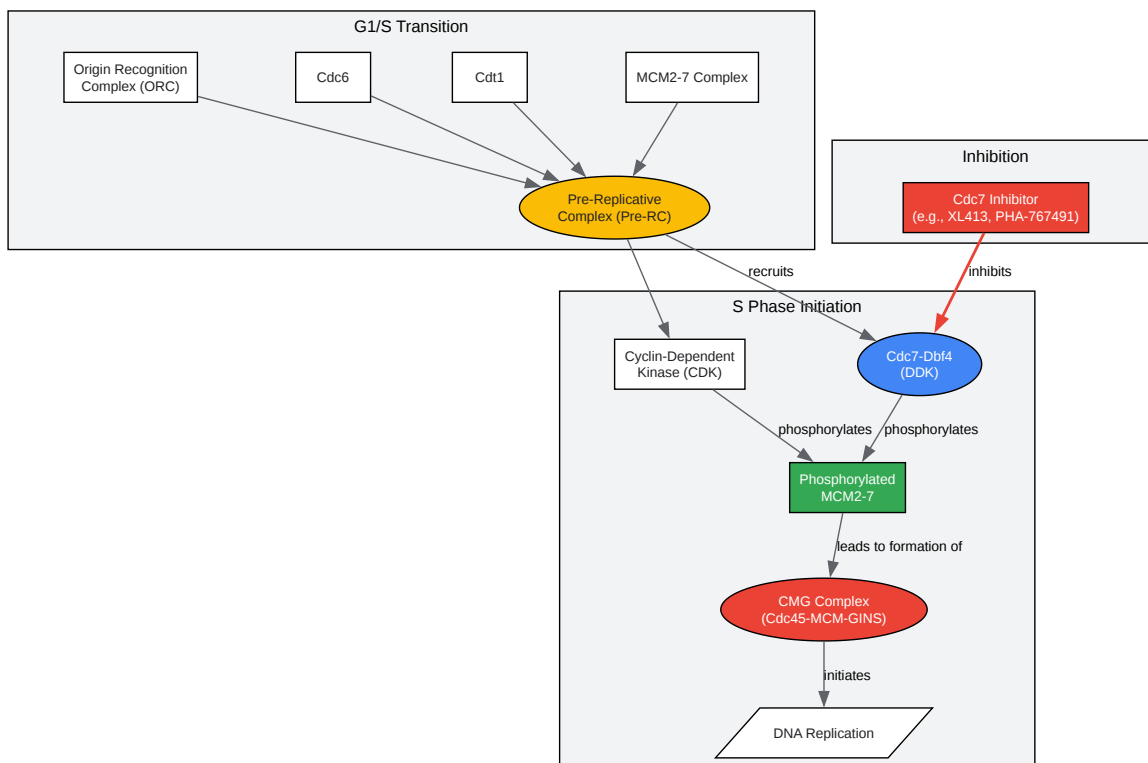 G1/S Transition
Origin Recognition
Complex (ORC)
Cdc6
Cdt1
MCM2-7 Complex
Pre-Replicative
Complex (Pre-RC)
Inhibition
Cdc7 Inhibitor
(e.g., XL413, PHA-767491)
recruits
inhibits
S Phase Initiation
Cyclin-Dependent
Kinase (CDK)
Cdc7-Dbf4
(DDK)
phosphorylates
phosphorylates
Phosphorylated
MCM2-7
leads to formation of
CMG Complex
(Cdc45-MCM-GINS)
initiates
DNA Replication